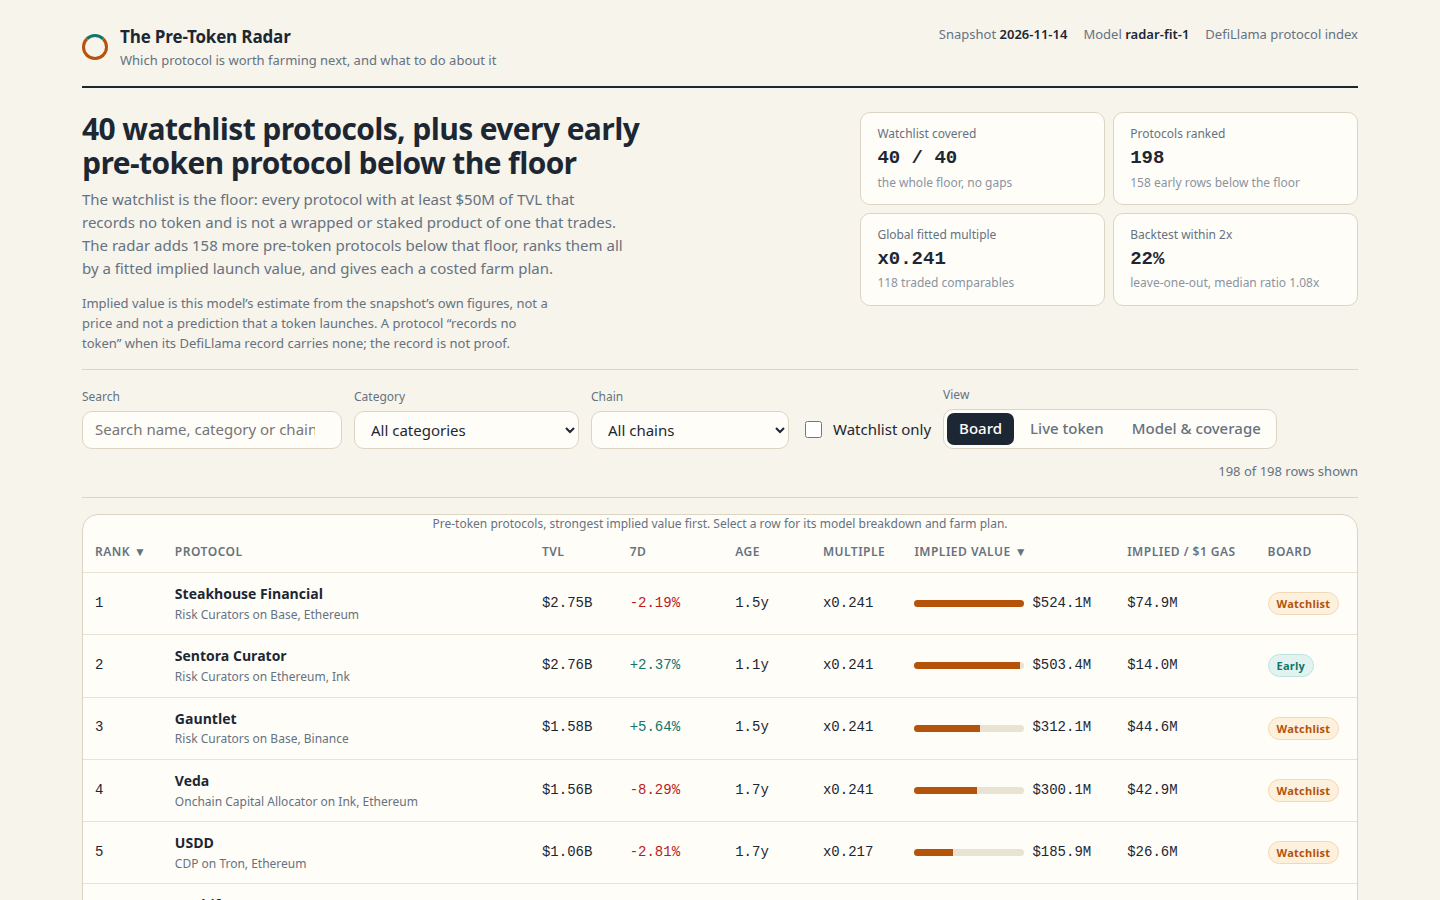 The Pre-Token Radar
Which protocol is worth farming next, and what to do about it
Snapshot 2026-11-14 Model radar-fit-1 DefiLlama protocol index
40 watchlist protocols, plus every early
pre-token protocol below the floor
The watchlist is the floor: every protocol with at least $50M of TVL that
records no token and is not a wrapped or staked product of one that trades.
The radar adds 158 more pre-token protocols below that floor, ranks them all
by a fitted implied launch value, and gives each a costed farm plan.
Implied value is this model’s estimate from the snapshot’s own figures, not a
price and not a prediction that a token launches. A protocol “records no
token” when its DefiLlama record carries none; the record is not proof.
Watchlist covered
40 / 40
the whole floor, no gaps
Protocols ranked
198
158 early rows below the floor
Global fitted multiple
x0.241
118 traded comparables
Backtest within 2x
22%
leave-one-out, median ratio 1.08x
Search
Search name, category or chain
Category
All categories
Chain
All chains
Watchlist only
View
Board Live token Model & coverage
198 of 198 rows shown
Pre-token protocols, strongest implied value first. Select a row for its model breakdown and farm plan.
RANK ▼ PROTOCOL TVL 7D AGE MULTIPLE IMPLIED VALUE ▼ IMPLIED / $1 GAS BOARD
1 Steakhouse Financial $2.75B -2.19% 1.5y x0.241 $524.1M $74.9M Watchlist
Risk Curators on Base, Ethereum
2 Sentora Curator $2.76B +2.37% 1.1y x0.241 $503.4M $14.0M Early
Risk Curators on Ethereum, Ink
3 Gauntlet $1.58B +5.64% 1.5y x0.241 $312.1M $44.6M Watchlist
Risk Curators on Base, Binance
4 Veda $1.56B -8.29% 1.7y x0.241 $300.1M $42.9M Watchlist
Onchain Capital Allocator on Ink, Ethereum
5 USDD $1.06B -2.81% 1.7y x0.217 $185.9M $26.6M Watchlist
CDP on Tron, Ethereum